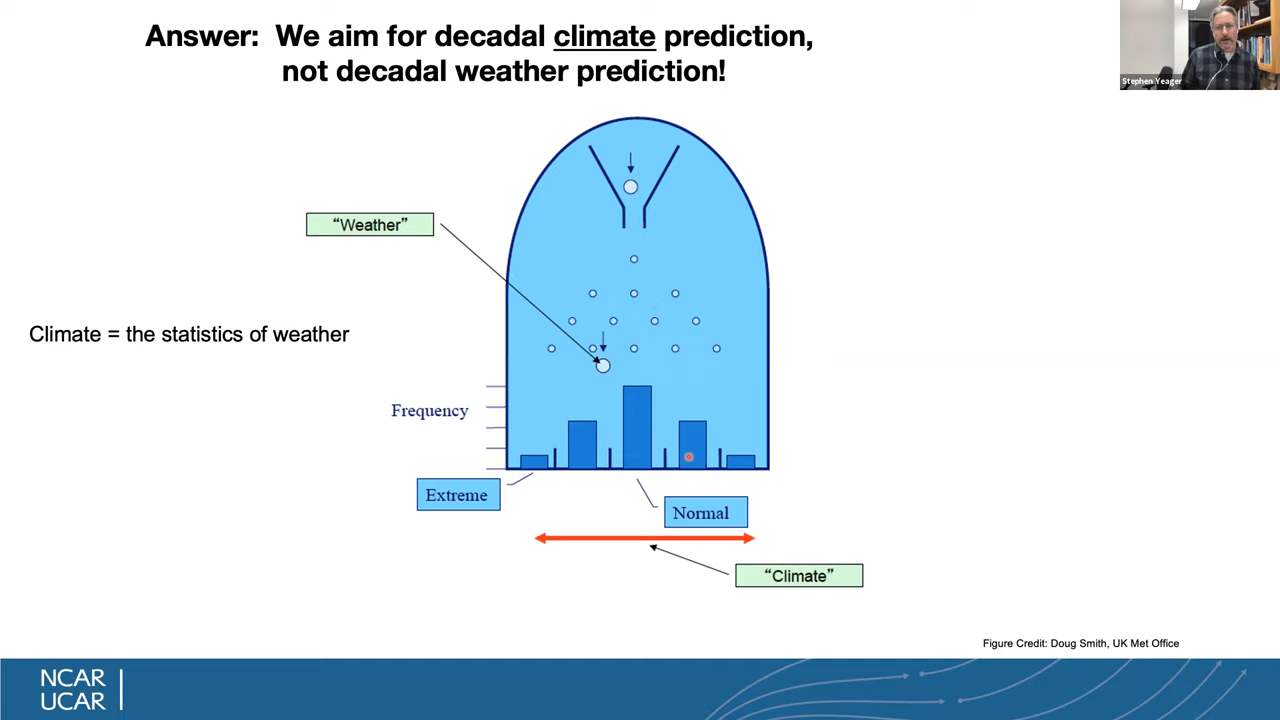 Answer:  We aim for decadal climate prediction,
not decadal weather prediction!
Stephen Yeager
“Weather”
Climate = the statistics of weather
Frequency
Extreme
Normal
“Climate”
Figure Credit: Doug Smith, UK Met Office
NCAR
UCAR